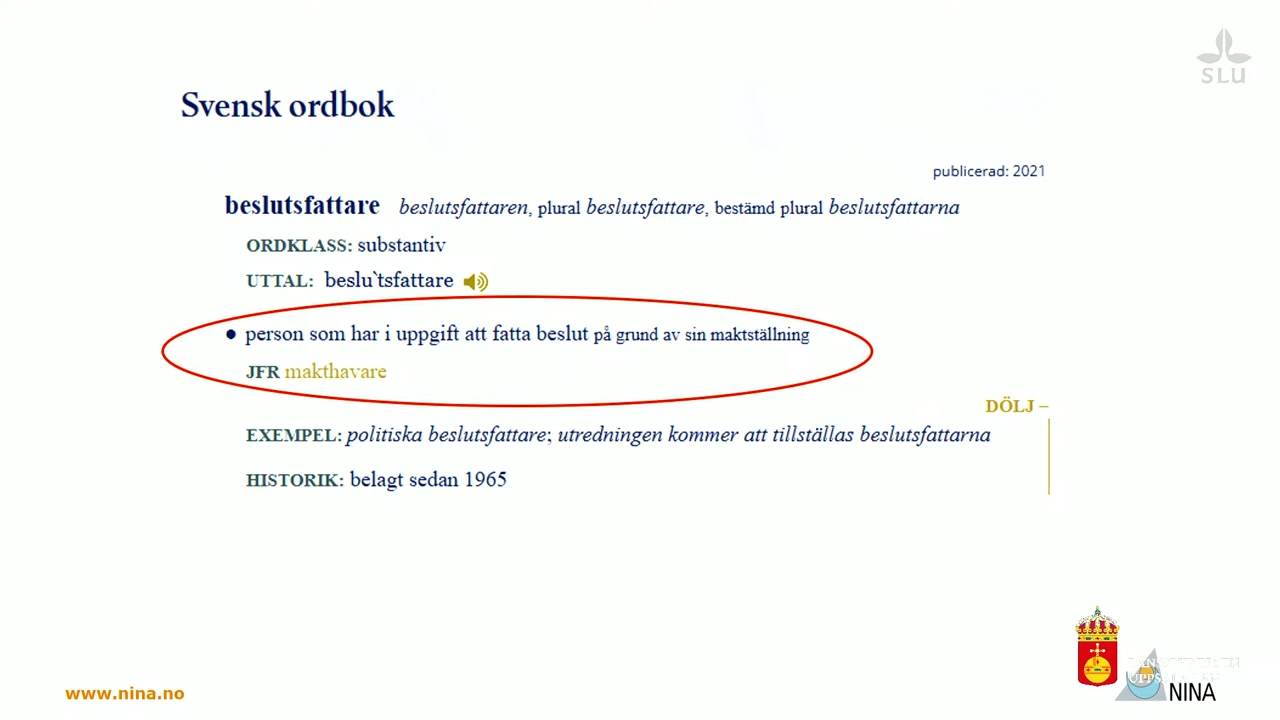 SLU
Svensk ordbok
publicerad: 2021
beslutsfattare beslutsfattaren, plural beslutsfattare, bestämd plural beslutsfattarna
ORDKLASS: substantiv
UTTAL: beslu`tsfattare
● person som har i uppgift att fatta beslut på grund av sin maktställning
JFR makthavare
DÖLJ –
EXEMPEL: politiska beslutsfattare; utredningen kommer att tillställas beslutsfattarna
HISTORIK: belagt sedan 1965
www.nina.no
NINA